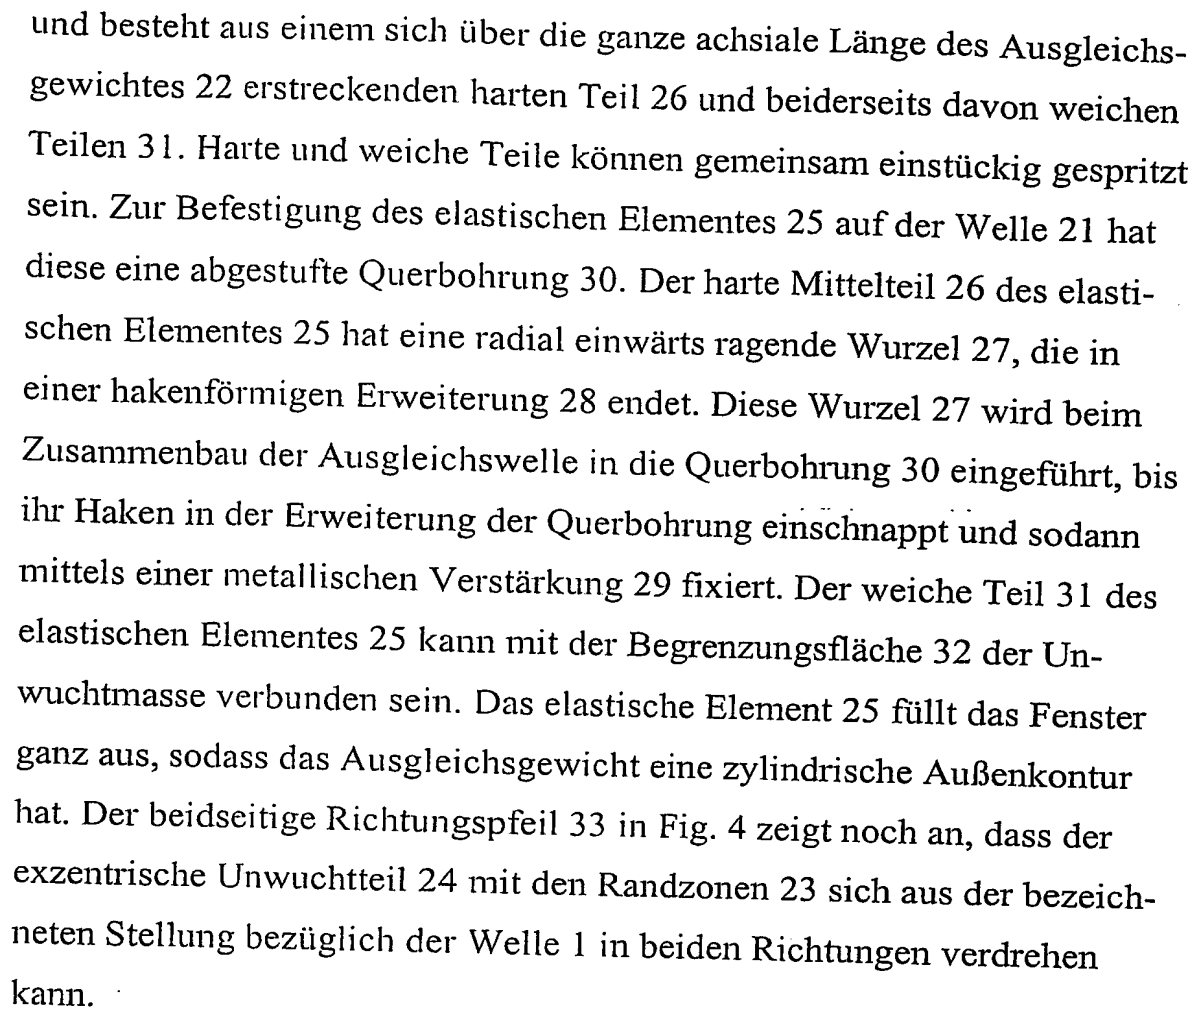 und besteht aus einem sich über die ganze achsiale Länge des Ausgleichs-
gewichtes 22 erstreckenden harten Teil 26 und beiderseits davon weichen
Teilen 31. Harte und weiche Teile können gemeinsam einstückig gespritzt
sein. Zur Befestigung des elastischen Elementes 25 auf der Welle 21 hat
diese eine abgestufte Querbohrung 30. Der harte Mittelteil 26 des elasti-
schen Elementes 25 hat eine radial einwärts ragende Wurzel 27, die in
einer hakenförmigen Erweiterung 28 endet. Diese Wurzel 27 wird beim
Zusammenbau der Ausgleichswelle in die Querbohrung 30 eingeführt, bis
ihr Haken in der Erweiterung der Querbohrung einschnappt und sodann
mittels einer metallischen Verstärkung 29 fixiert. Der weiche Teil 31 des
elastischen Elementes 25 kann mit der Begrenzungsfläche 32 der Un-
wuchtmasse verbunden sein. Das elastische Element 25 füllt das Fenster
ganz aus, sodass das Ausgleichsgewicht eine zylindrische Außenkontur
hat. Der beidseitige Richtungspfeil 33 in Fig. 4 zeigt noch an, dass der
exzentrische Unwuchtteil 24 mit den Randzonen 23 sich aus der bezeich-
neten Stellung bezüglich der Welle 1 in beiden Richtungen verdrehen
kann.